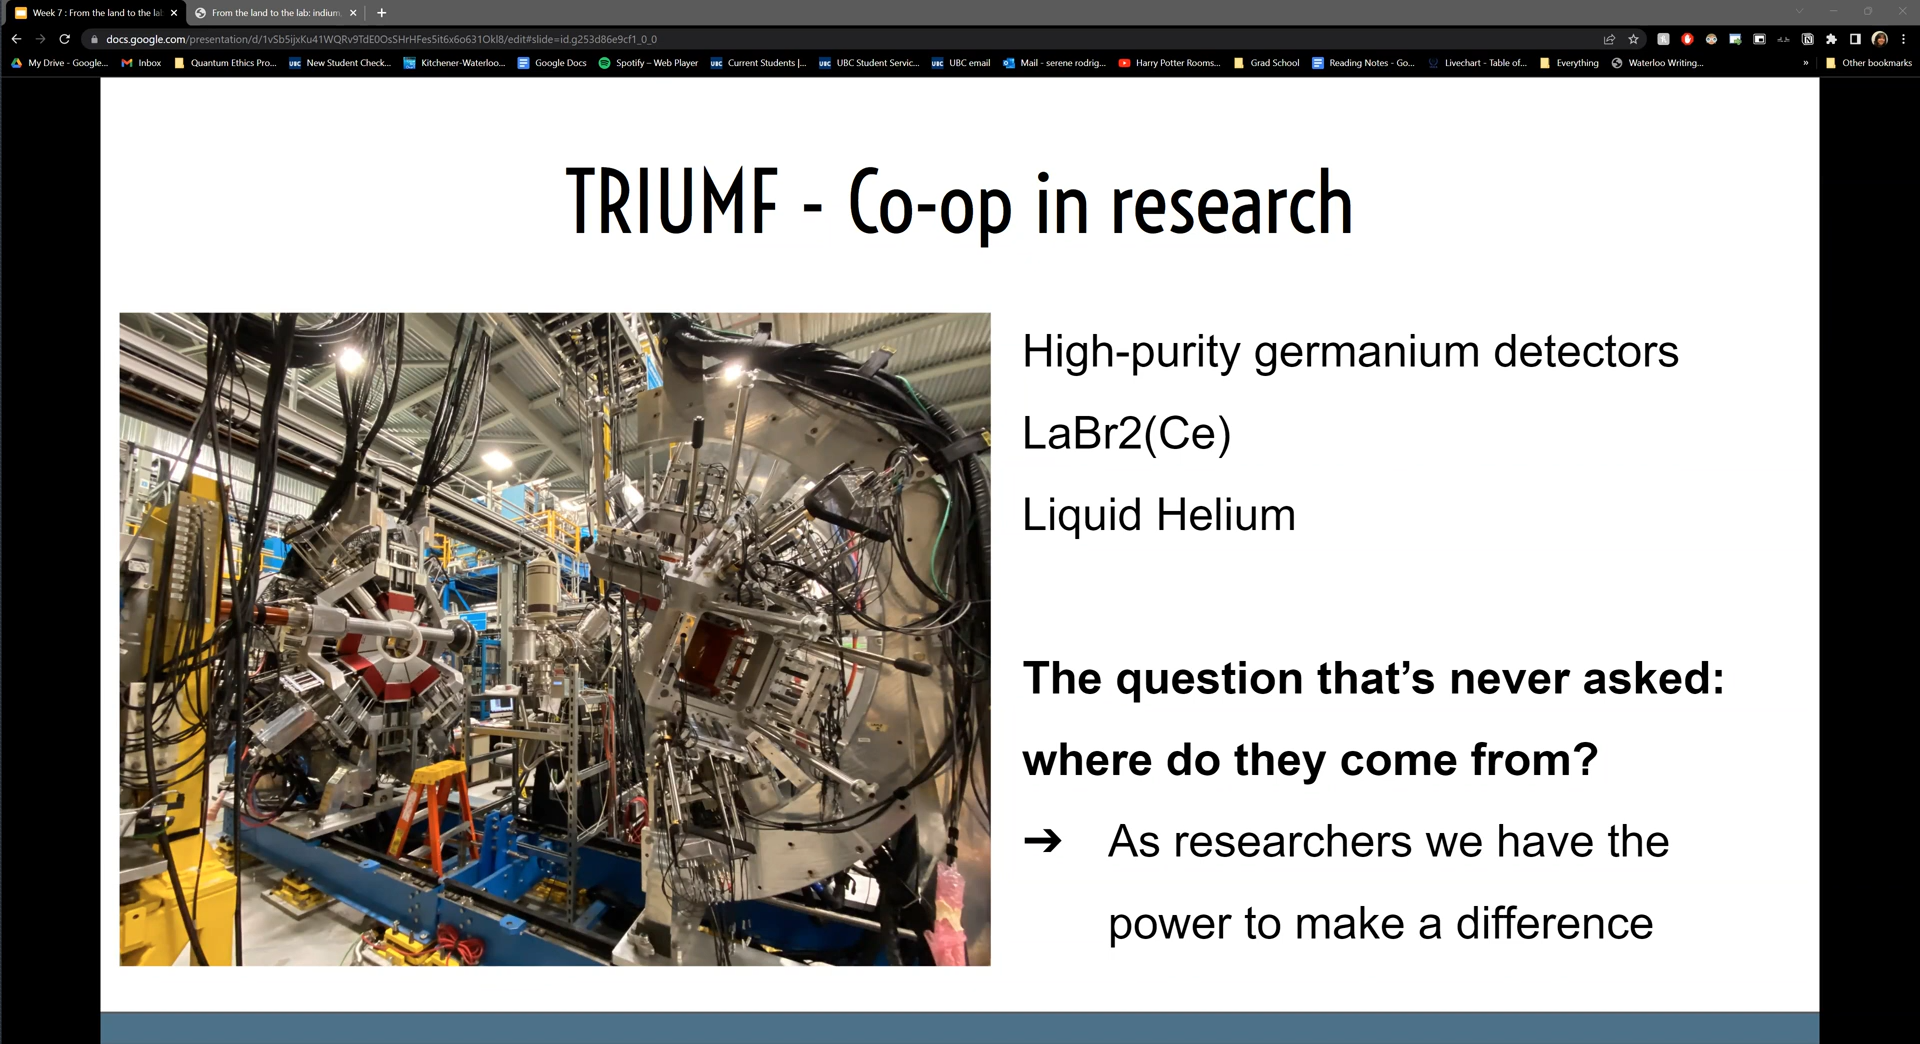 Week 7 : From the land to the la
From the land to the lab: indium,
docs.google.com/presentation/d/1vSb5ijxKu41WQRv9TdE0OsSHrHFes5it6x6o631Okl8/edit#slide=id.g253d86e9cf1_0_0
My Drive - Google... Inbox Quantum Ethics Pro... New Student Check... Kitchener-Waterloo... Google Docs Spotify – Web Player Current Students |... UBC Student Servic... UBC email Mail - serene rodrig... Harry Potter Rooms... Grad School Reading Notes - Go... Livechart - Table of... Everything Waterloo Writing... » Other bookmarks
TRIUMF - Co-op in research
High-purity germanium detectors
LaBr2(Ce)
Liquid Helium
The question that's never asked:
where do they come from?
➔ As researchers we have the
power to make a difference